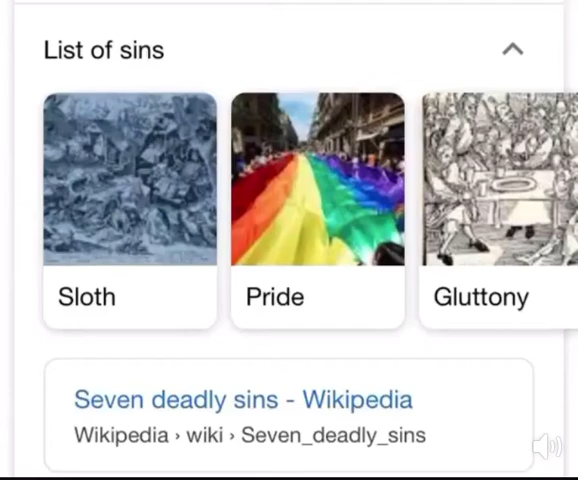 List of sins
Sloth
Pride
Gluttony
Seven deadly sins - Wikipedia
Wikipedia › wiki › Seven_deadly_sins